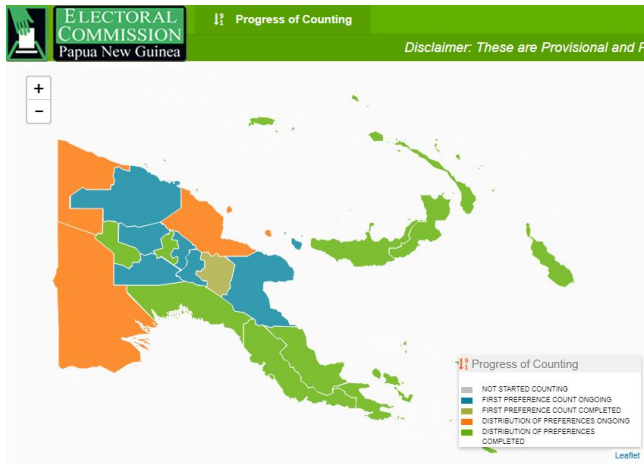 ELECTORAL
COMMISSION
Papua New Guinea
Progress of Counting
Disclaimer: These are Provisional and
+
−
Progress of Counting
NOT STARTED COUNTING
FIRST PREFERENCE COUNT ONGOING
FIRST PREFERENCE COUNT COMPLETED
DISTRIBUTION OF PREFERENCES ONGOING
DISTRIBUTION OF PREFERENCES
COMPLETED
Leaflet